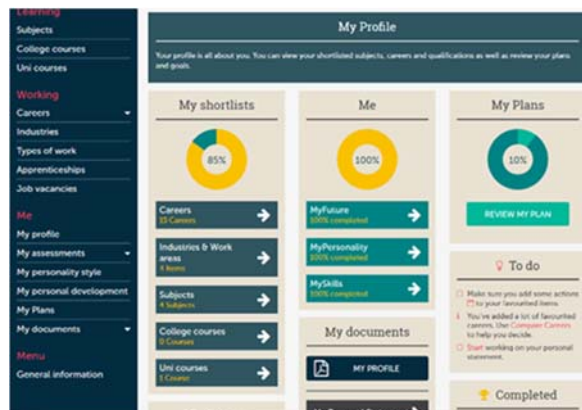 Learning
Subjects
College courses
Uni courses
Working
Careers
Industries
Types of work
Apprenticeships
Job vacancies
Me
My profile
My assessments
My personality style
My personal development
My Plans
My documents
Menu
General information
My Profile
Your profile is all about you. You can view your shortlisted subjects, careers and qualifications as well as review your plans
and goals.
My shortlists
85%
Careers
15 Careers
Industries & Work
areas
4 Items
Subjects
4 Subjects
College courses
0 Courses
Uni courses
1 Course
Me
100%
MyFuture
100% completed
MyPersonality
100% completed
MySkills
100% completed
My documents
MY PROFILE
My Plans
10%
REVIEW MY PLAN
To do
Make sure you add some actions
to your favourited items
You've added a lot of favourited
careers. Use Compare Careers
to help you decide.
Start working on your personal
statement.
Completed